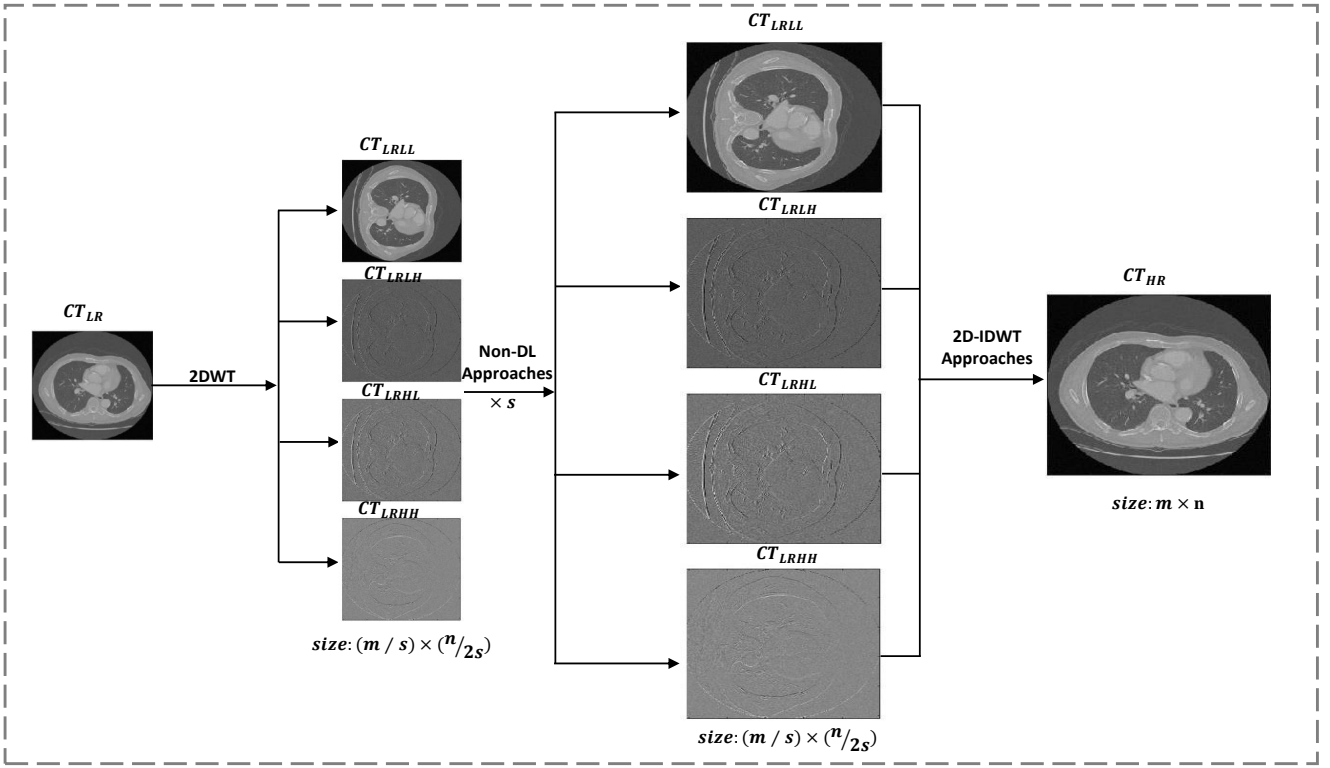 CT_LR
2DWT
CT_LRLL
CT_LRLH
CT_LRHL
CT_LRHH
size: (m / s) × (n/2s)
Non-DL
Approaches
× s
CT_LRLL
CT_LRLH
CT_LRHL
CT_LRHH
size: (m / s) × (n/2s)
2D-IDWT
Approaches
CT_HR
size: m × n